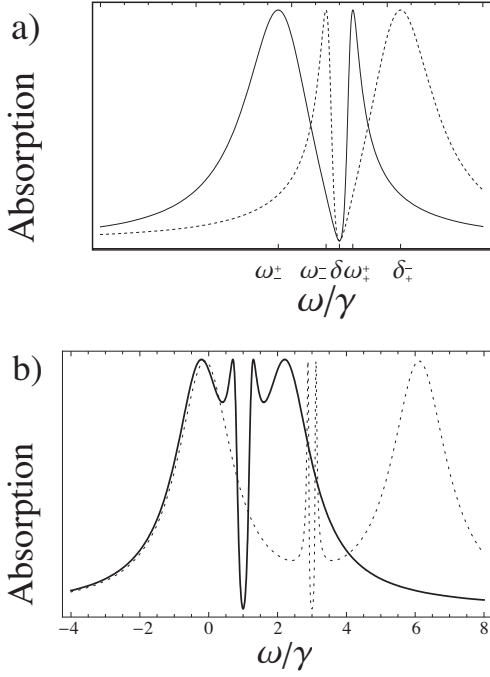 a)
Absorption
ω₋⁺ ω₋⁻ δ ω₊⁺ δ₊⁻
ω/γ
b)
Absorption
−4 −2 0 2 4 6 8
ω/γ